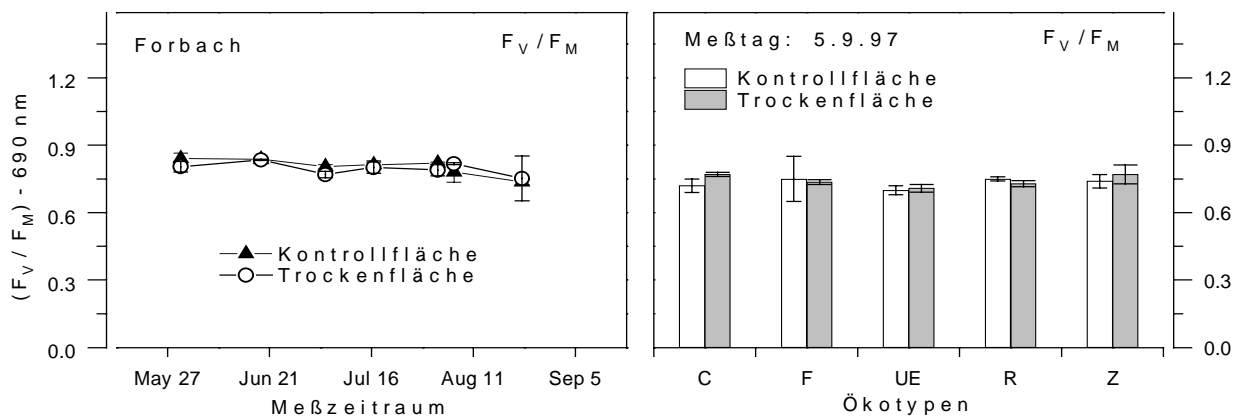 Forbach
F_V / F_M
(F_V / F_M) - 690 nm
1.2
0.9
0.6
0.3
0.0
Kontrollfläche
Trockenfläche
May 27 Jun 21 Jul 16 Aug 11 Sep 5
Meßzeitraum
Meßtag: 5.9.97
F_V / F_M
Kontrollfläche
Trockenfläche
1.2
0.9
0.6
0.3
0.0
C F UE R Z
Ökotypen